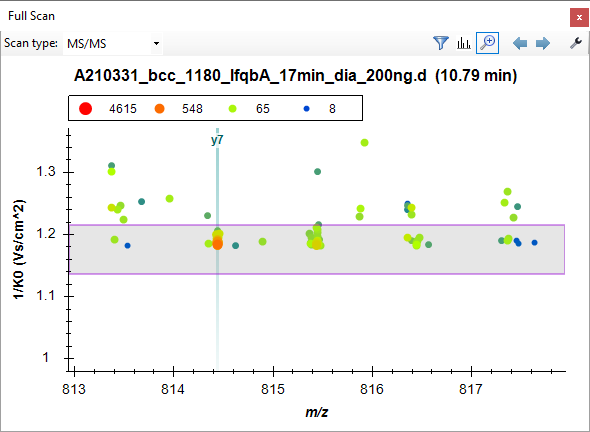 Full Scan
x
Scan type: MS/MS
A210331_bcc_1180_lfqbA_17min_dia_200ng.d (10.79 min)
4615 548 65 8
y7
1.3
1.2
1.1
1
1/K0 (Vs/cm^2)
813 814 815 816 817
m/z